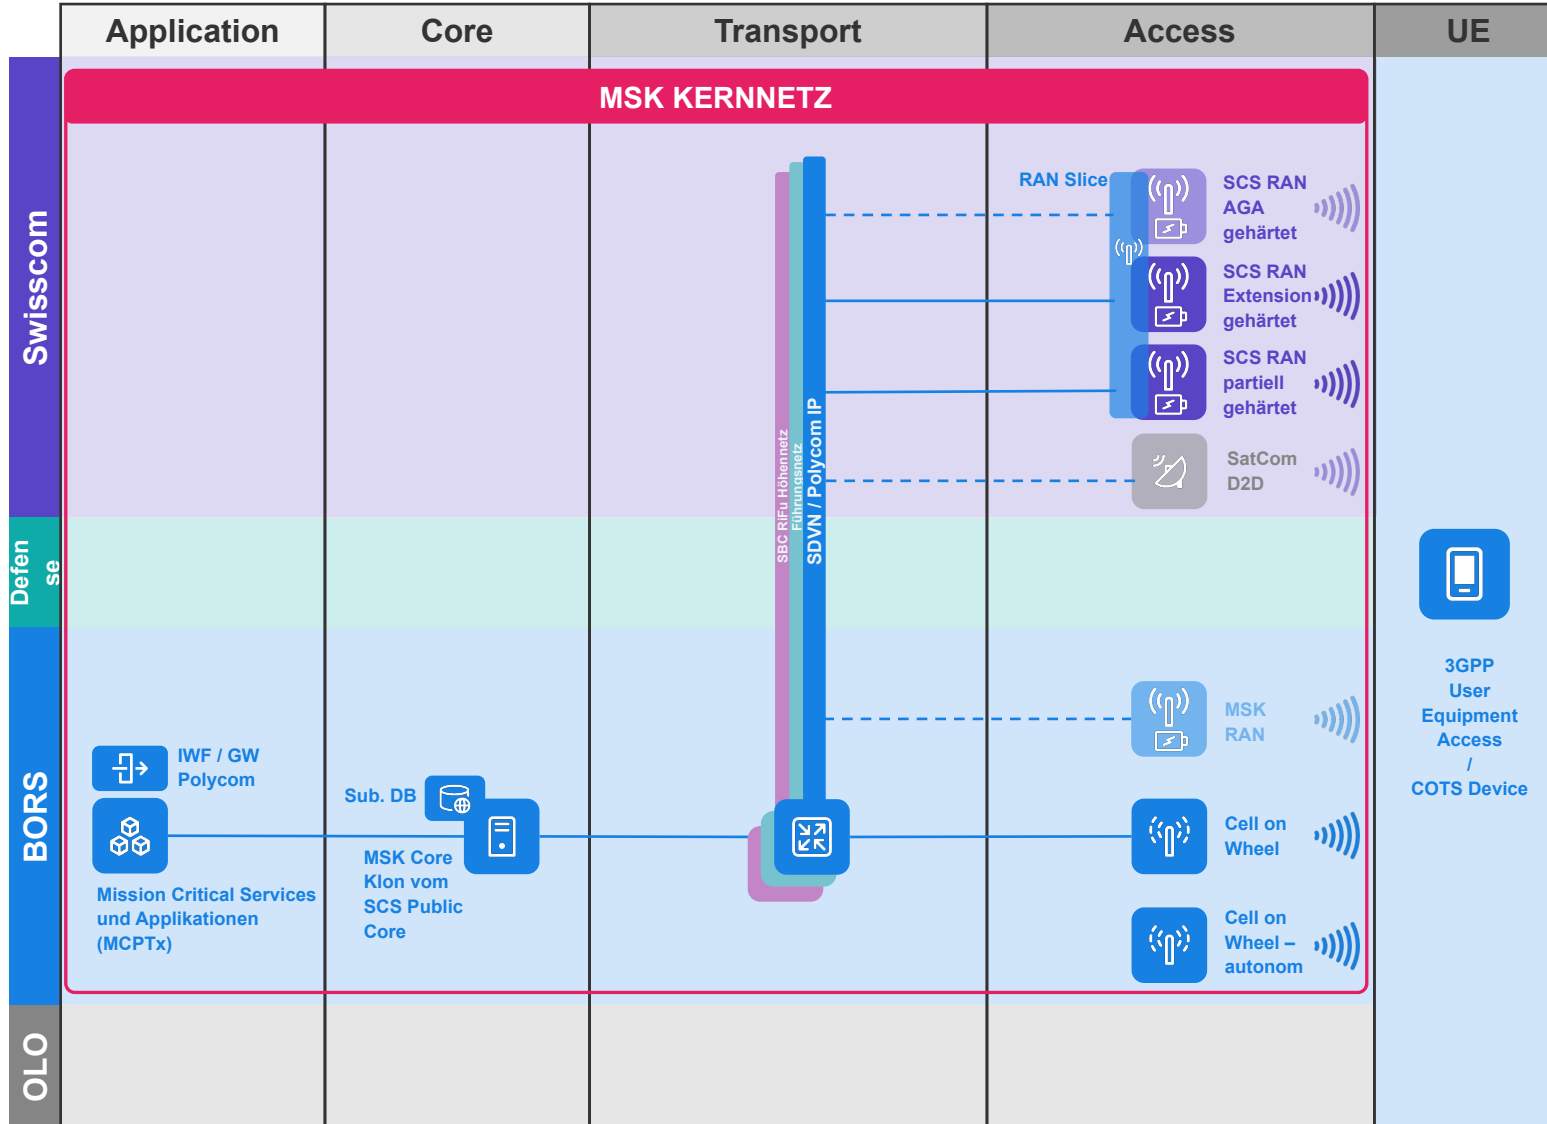 Application
Core
Transport
Access
UE
MSK KERNNETZ
Swisscom
RAN Slice
SCS RAN
AGA
gehärtet
SCS RAN
Extension
gehärtet
SCS RAN
partiell
gehärtet
SatCom
D2D
SBC RiFu Höhennetz
Führungsnetz
SDVN / Polycom IP
Defen
se
3GPP
User
Equipment
Access
/
COTS Device
BORS
MSK
RAN
IWF / GW
Polycom
Sub. DB
Cell on
Wheel
MSK Core
Klon vom
SCS Public
Core
Mission Critical Services
und Applikationen
(MCPTx)
Cell on
Wheel –
autonom
OLO